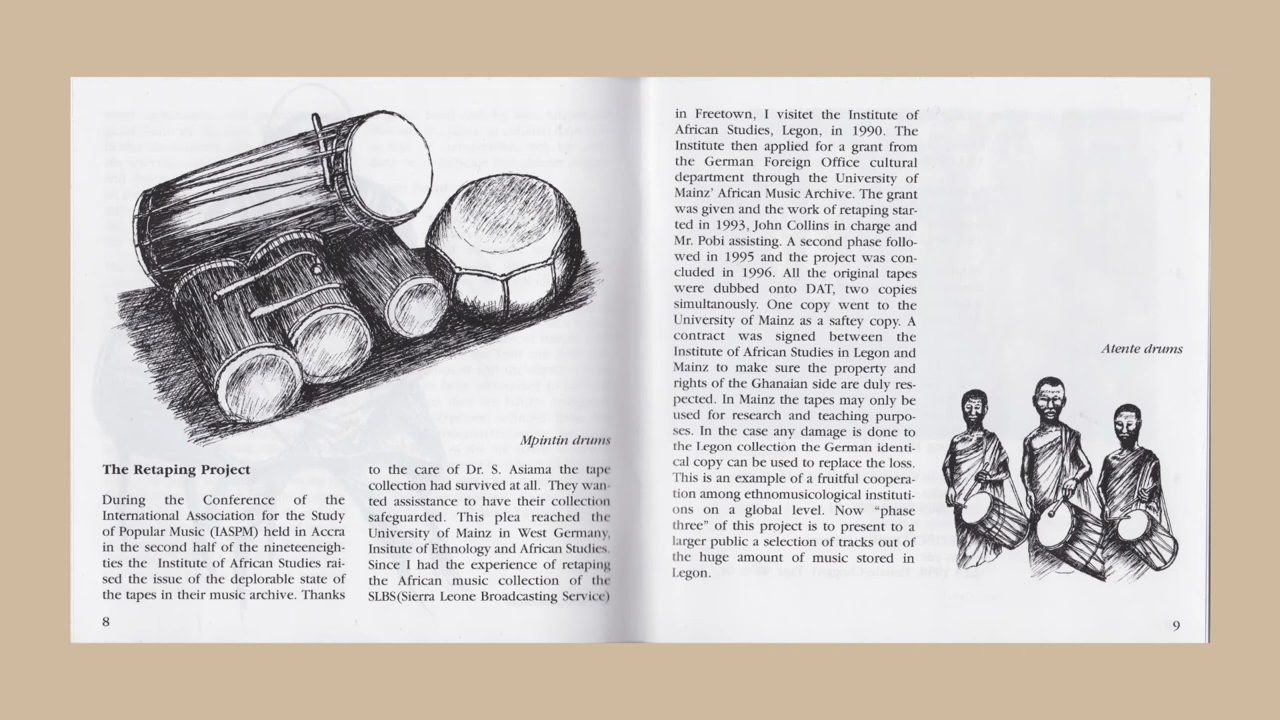 Mpintin drums
The Retaping Project
During the Conference of the
International Association for the Study
of Popular Music (IASPM) held in Accra
in the second half of the nineteeneigh-
ties the Institute of African Studies rai-
sed the issue of the deplorable state of
the tapes in their music archive. Thanks
to the care of Dr. S. Asiama the tape
collection had survived at all. They wan-
ted assisstance to have their collection
safeguarded. This plea reached the
University of Mainz in West Germany,
Insitute of Ethnology and African Studies.
Since I had the experience of retaping
the African music collection of the
SLBS(Sierra Leone Broadcasting Service)
8
in Freetown, I visitet the Institute of
African Studies, Legon, in 1990. The
Institute then applied for a grant from
the German Foreign Office cultural
department through the University of
Mainz' African Music Archive. The grant
was given and the work of retaping star-
ted in 1993, John Collins in charge and
Mr. Pobi assisting. A second phase follo-
wed in 1995 and the project was con-
cluded in 1996. All the original tapes
were dubbed onto DAT, two copies
simultanously. One copy went to the
University of Mainz as a saftey copy. A
contract was signed between the
Institute of African Studies in Legon and
Mainz to make sure the property and
rights of the Ghanaian side are duly res-
pected. In Mainz the tapes may only be
used for research and teaching purpo-
ses. In the case any damage is done to
the Legon collection the German identi-
cal copy can be used to replace the loss.
This is an example of a fruitful coopera-
tion among ethnomusicological instituti-
ons on a global level. Now “phase
three” of this project is to present to a
larger public a selection of tracks out of
the huge amount of music stored in
Legon.
Atente drums
9